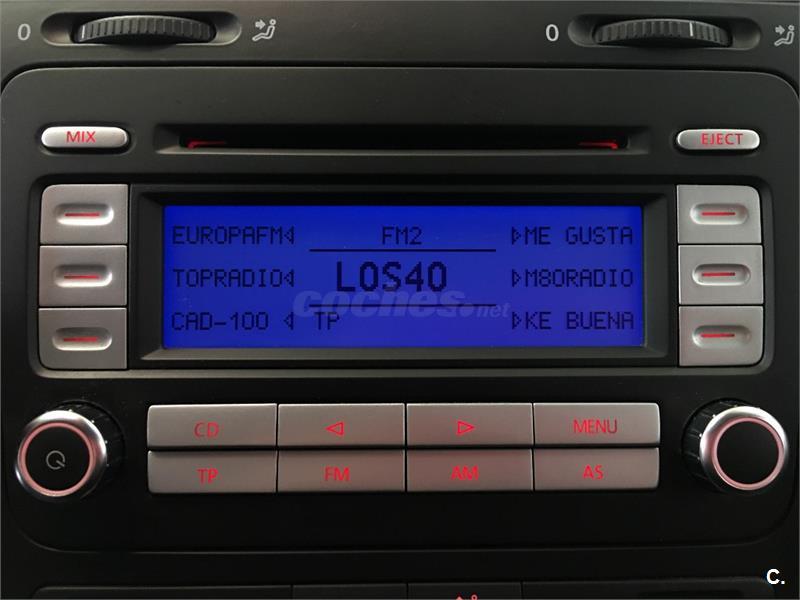 0
0
MIX
EJECT
EUROPAFM FM2 ME GUSTA
TOPRADIO LOS40 M80RADIO
coches.net
CAD-100 TP KE BUENA
CD MENU
TP FM AM AS
C.